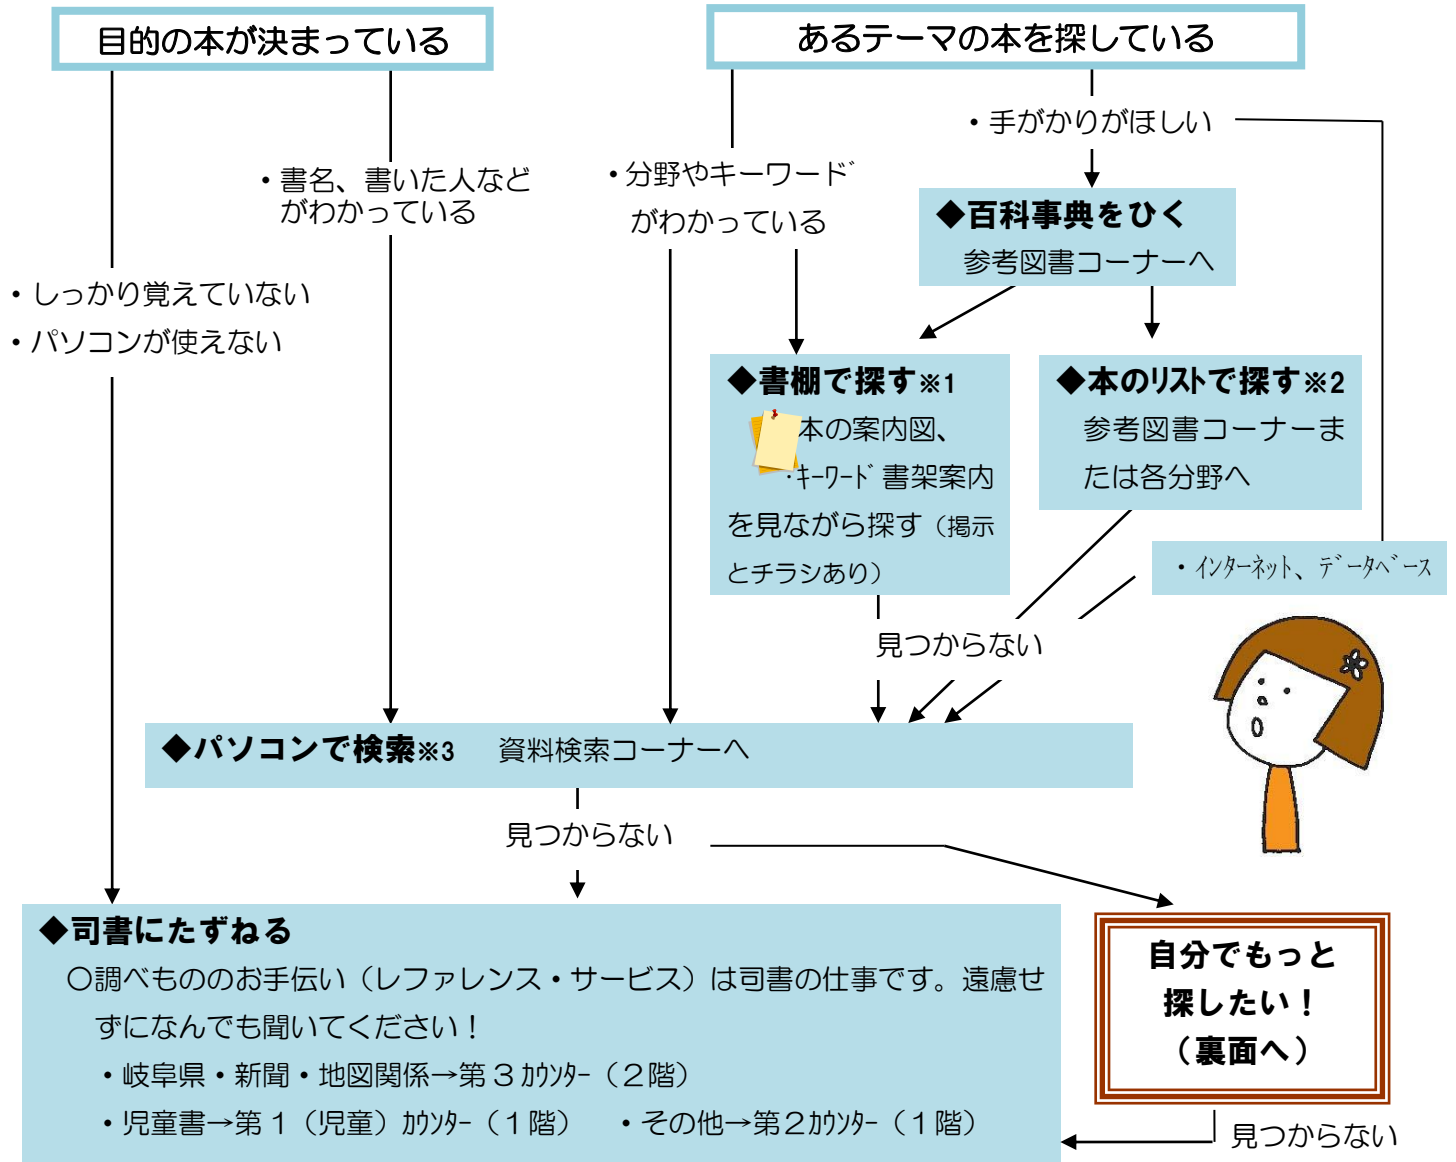 目的の本が決まっている
あるテーマの本を探している
・手がかりがほしい
・書名、書いた人など
がわかっている
・分野やキーワード
がわかっている
◆百科事典をひく
参考図書コーナーへ
・しっかり覚えていない
・パソコンが使えない
◆書棚で探す※1
本の案内図、
・ｷｰﾜｰﾄﾞ書架案内
を見ながら探す（掲示
とチラシあり）
◆本のリストで探す※2
参考図書コーナーま
たは各分野へ
・ｲﾝﾀｰﾈｯﾄ、ﾃﾞｰﾀﾍﾞｰｽ
見つからない
◆パソコンで検索※3　資料検索コーナーへ
見つからない
◆司書にたずねる
〇調べもののお手伝い（レファレンス・サービス）は司書の仕事です。遠慮せ
ずになんでも聞いてください！
・岐阜県・新聞・地図関係→第３ｶｳﾝﾀｰ（２階）
・児童書→第１（児童）ｶｳﾝﾀｰ（１階）　・その他→第２ｶｳﾝﾀｰ（１階）
自分でもっと
探したい！
（裏面へ）
見つからない